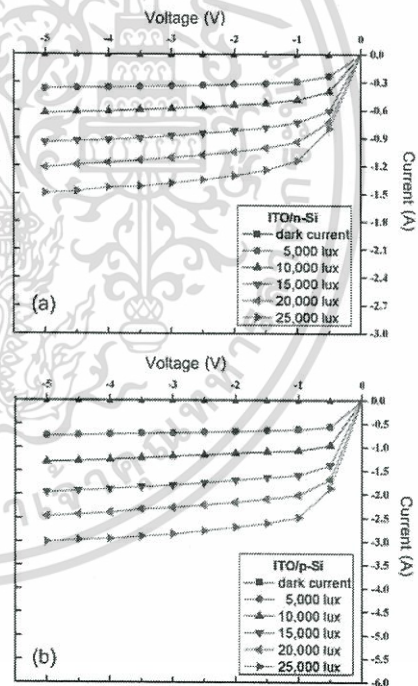 Voltage (V)
-5 -4 -3 -2 -1 0
0.0
-0.3
-0.6
-0.9
-1.2
-1.5
-1.8
-2.1
-2.4
-2.7
-3.0
Current (A)
ITO/n-Si
dark current
5,000 lux
10,000 lux
15,000 lux
20,000 lux
25,000 lux
(a)
Voltage (V)
-5 -4 -3 -2 -1 0
0.0
-0.5
-1.0
-1.5
-2.0
-2.5
-3.0
-3.5
-4.0
-4.5
-5.0
-5.5
-6.0
Current (A)
ITO/p-Si
dark current
5,000 lux
10,000 lux
15,000 lux
20,000 lux
25,000 lux
(b)